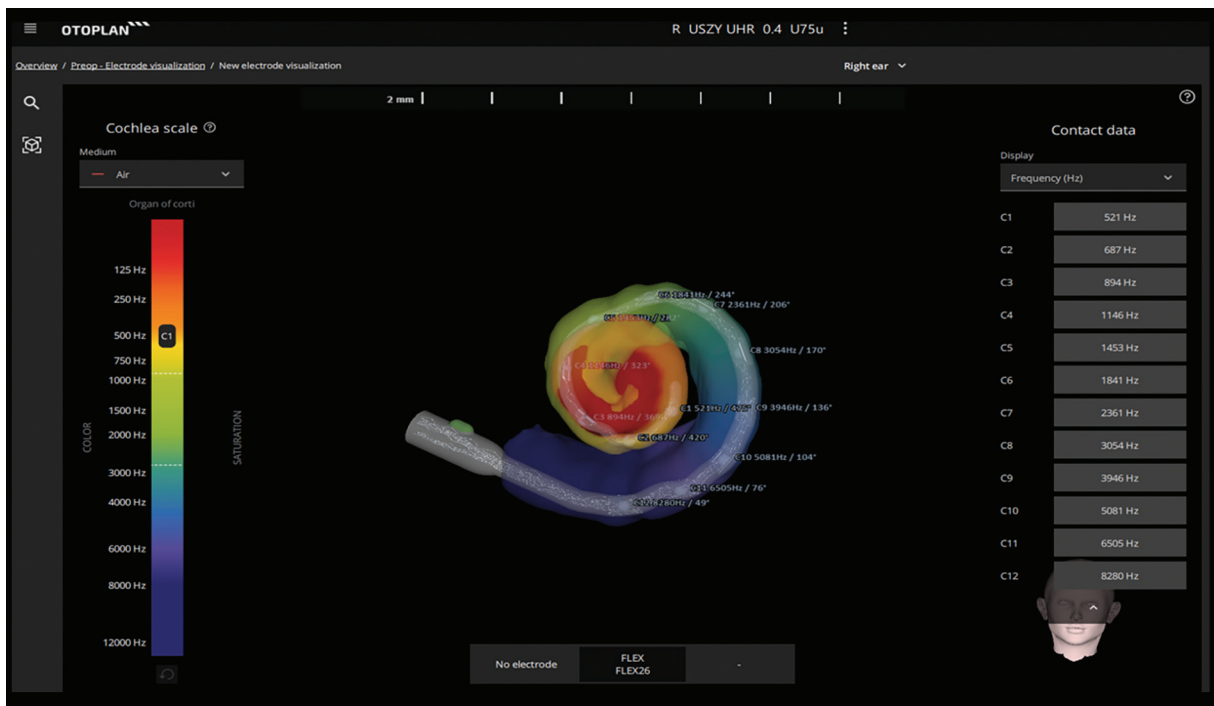 OTOPLAN
R USZY UHR 0.4 U75u
Overview / Preop - Electrode visualization / New electrode visualization
Right ear
2 mm
Cochlea scale
Medium
Air
Organ of corti
125 Hz
250 Hz
500 Hz
C1
750 Hz
1000 Hz
1500 Hz
2000 Hz
3000 Hz
4000 Hz
6000 Hz
8000 Hz
12000 Hz
COLOR
SATURATION
C6 1841Hz / 244°
C7 2361Hz / 206°
C8 3054Hz / 170°
C4 1146Hz / 323°
C1 521Hz /
C9 3946Hz / 136°
C3 894Hz /
C2 687Hz / 420°
C10 5081Hz / 104°
C11 6505Hz / 76°
C12 8280Hz / 49°
No electrode
FLEX
FLEX26
-
Contact data
Display
Frequency (Hz)
C1 521 Hz
C2 687 Hz
C3 894 Hz
C4 1146 Hz
C5 1453 Hz
C6 1841 Hz
C7 2361 Hz
C8 3054 Hz
C9 3946 Hz
C10 5081 Hz
C11 6505 Hz
C12 8280 Hz